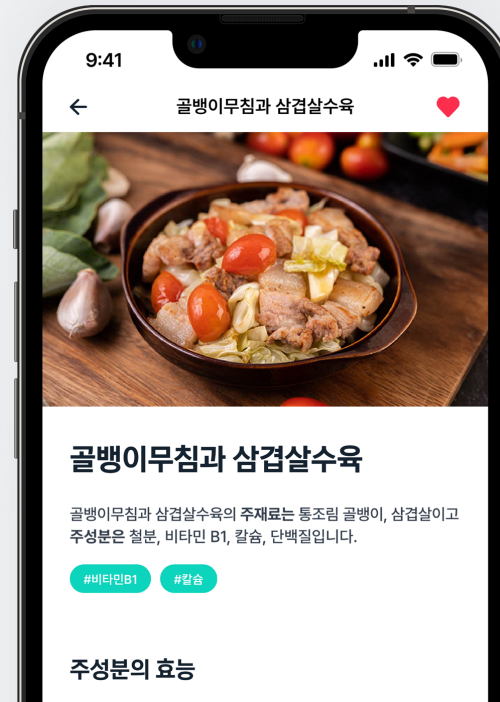 9:41
골뱅이무침과 삼겹살수육
골뱅이무침과 삼겹살수육
골뱅이무침과 삼겹살수육의 주재료는 통조림 골뱅이, 삼겹살이고
주성분은 철분, 비타민 B1, 칼슘, 단백질입니다.
#비타민B1 #칼슘
주성분의 효능